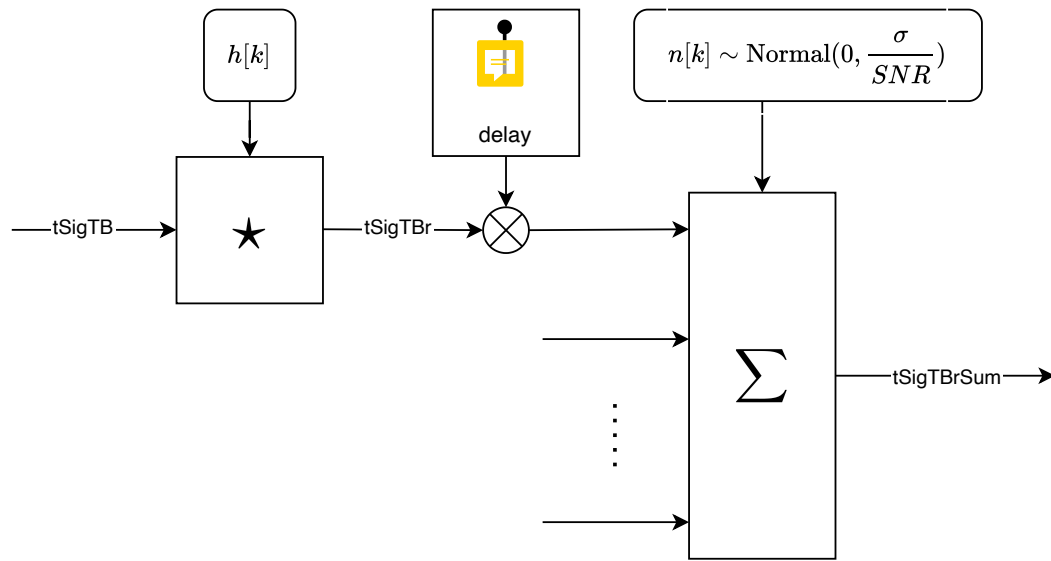 h[k]
delay
n[k] ∼ Normal(0, σ/SNR)
tSigTB
★
tSigTBr
∑
tSigTBrSum